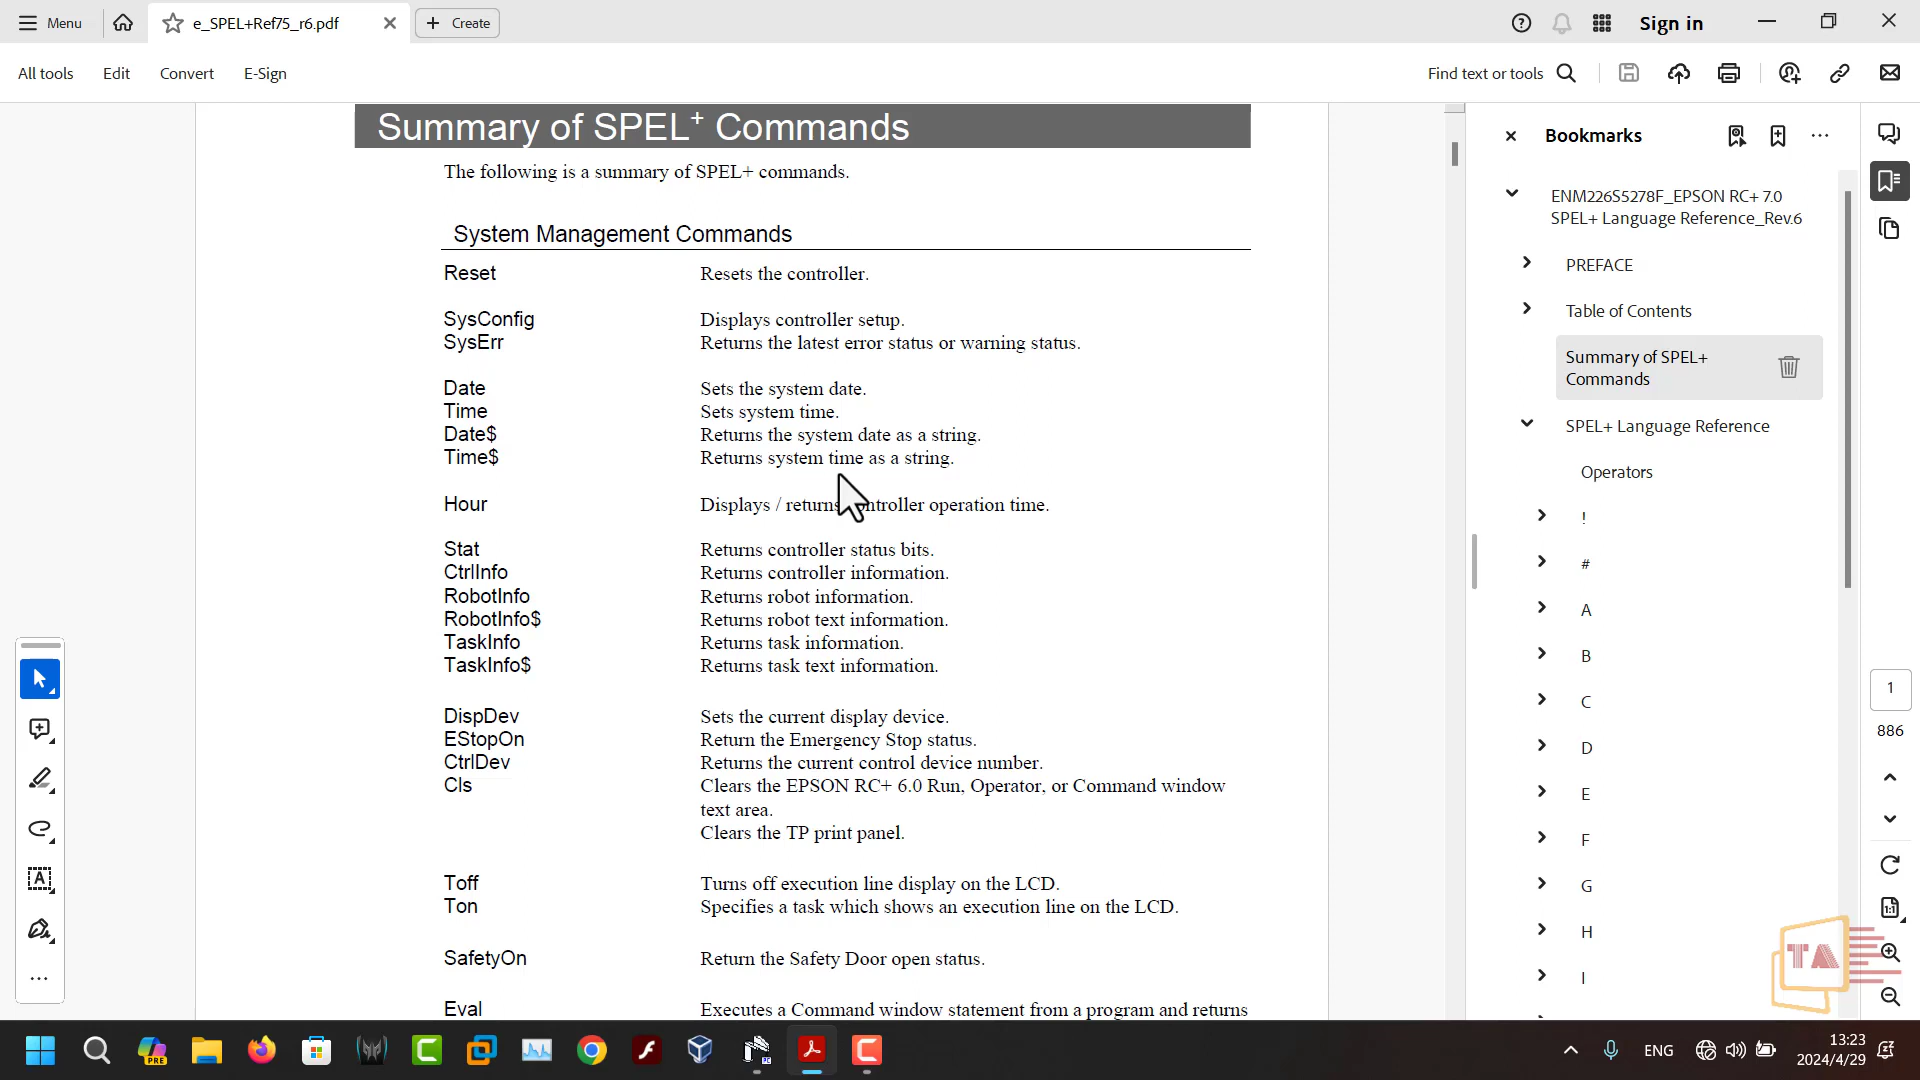 Menu
e_SPEL+Ref75_r6.pdf
Create
Sign in
All tools
Edit
Convert
E-Sign
Find text or tools
Summary of SPEL+ Commands
The following is a summary of SPEL+ commands.
System Management Commands
Reset Resets the controller.
SysConfig Displays controller setup.
SysErr Returns the latest error status or warning status.
Date Sets the system date.
Time Sets system time.
Date$ Returns the system date as a string.
Time$ Returns system time as a string.
Hour Displays / returns controller operation time.
Stat Returns controller status bits.
CtrlInfo Returns controller information.
RobotInfo Returns robot information.
RobotInfo$ Returns robot text information.
TaskInfo Returns task information.
TaskInfo$ Returns task text information.
DispDev Sets the current display device.
EStopOn Return the Emergency Stop status.
CtrlDev Returns the current control device number.
Cls Clears the EPSON RC+ 6.0 Run, Operator, or Command window
text area.
Clears the TP print panel.
Toff Turns off execution line display on the LCD.
Ton Specifies a task which shows an execution line on the LCD.
SafetyOn Return the Safety Door open status.
Eval Executes a Command window statement from a program and returns
Bookmarks
ENM226S5278F_EPSON RC+ 7.0
SPEL+ Language Reference_Rev.6
PREFACE
Table of Contents
Summary of SPEL+
Commands
SPEL+ Language Reference
Operators
!
#
A
B
C
D
E
F
G
H
I
1
886
1:1
TA
PRE
PC
ENG
13:23
2024/4/29